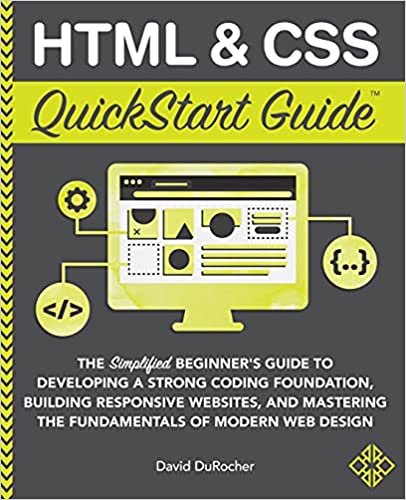 HTML & CSS
QuickStart Guide™
</>
{..}
THE Simplified BEGINNER'S GUIDE TO
DEVELOPING A STRONG CODING FOUNDATION,
BUILDING RESPONSIVE WEBSITES, AND MASTERING
THE FUNDAMENTALS OF MODERN WEB DESIGN
David DuRocher